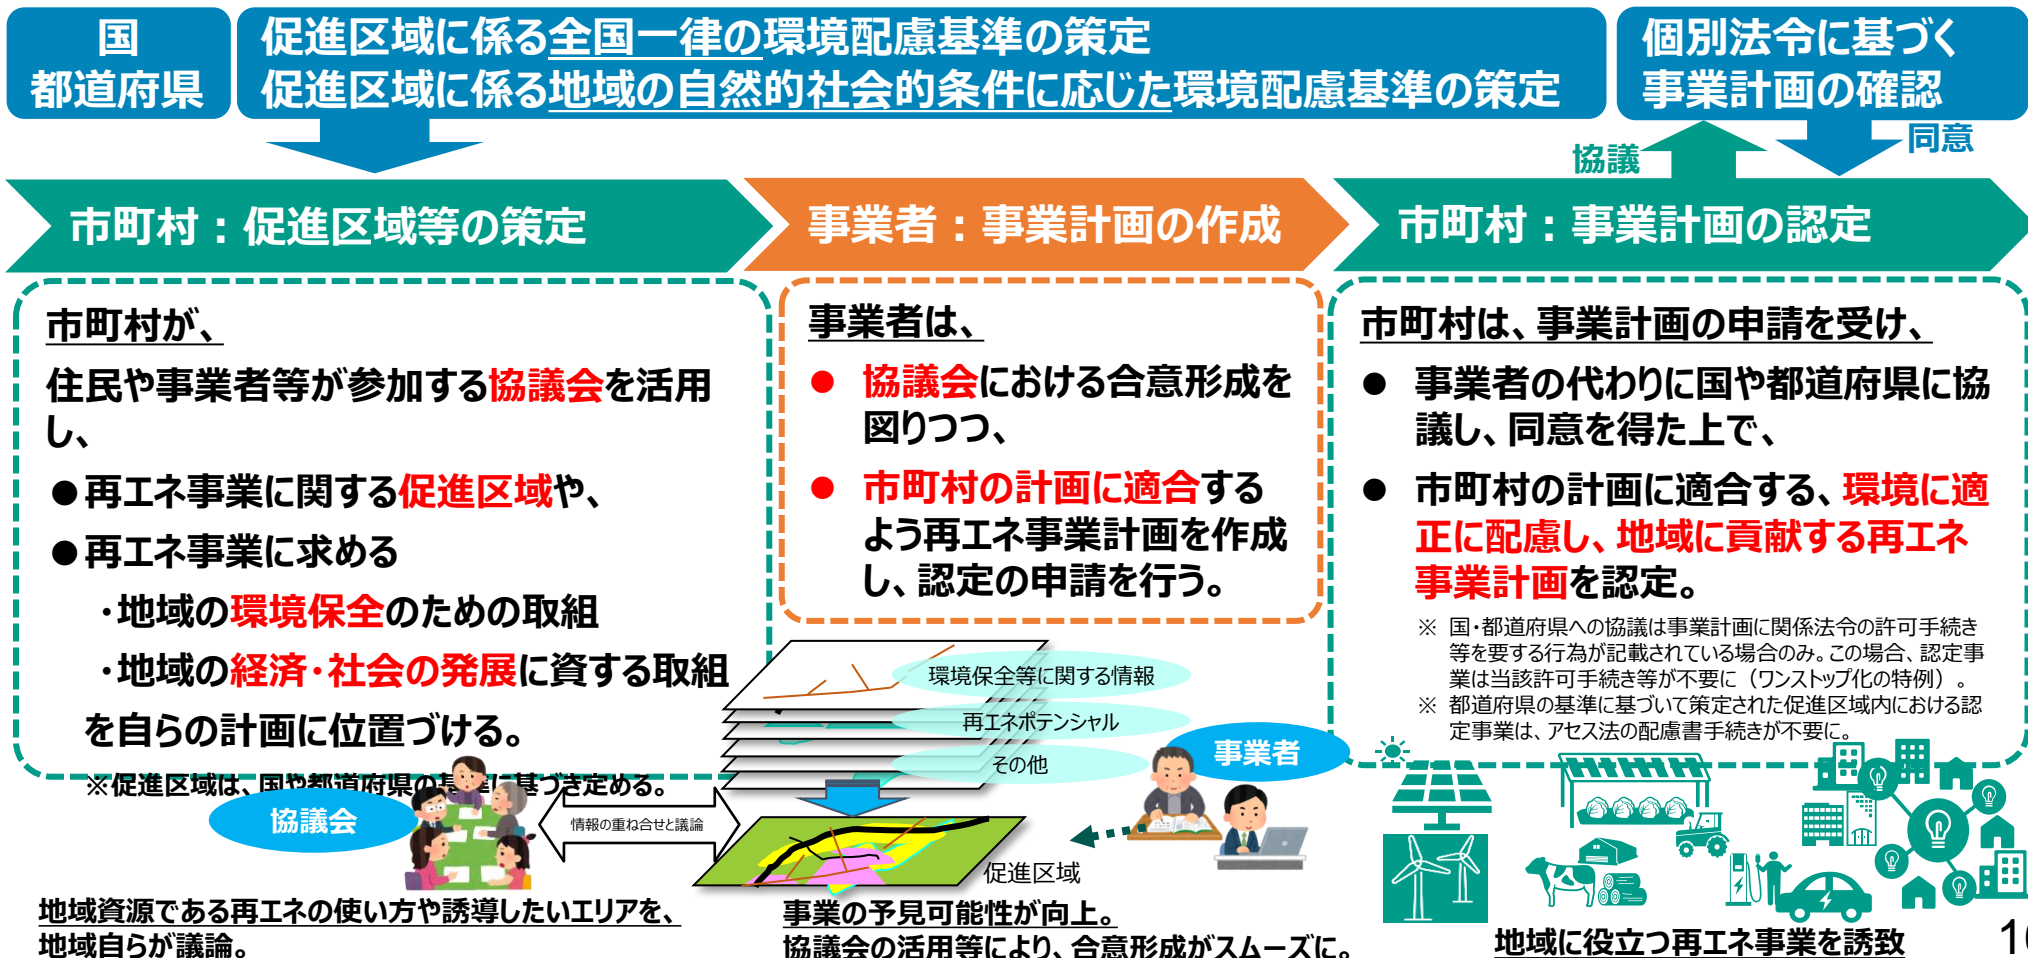 国
都道府県
促進区域に係る全国一律の環境配慮基準の策定
促進区域に係る地域の自然的社会的条件に応じた環境配慮基準の策定
個別法令に基づく
事業計画の確認
協議
同意
市町村：促進区域等の策定
事業者：事業計画の作成
市町村：事業計画の認定
市町村が、
住民や事業者等が参加する協議会を活用
し、
●再エネ事業に関する促進区域や、
●再エネ事業に求める
・地域の環境保全のための取組
・地域の経済・社会の発展に資する取組
を自らの計画に位置づける。
※促進区域は、国や都道府県の基準に基づき定める。
協議会
情報の重ね合せと議論
地域資源である再エネの使い方や誘導したいエリアを、
地域自らが議論。
事業者は、
● 協議会における合意形成を
図りつつ、
● 市町村の計画に適合する
よう再エネ事業計画を作成
し、認定の申請を行う。
環境保全等に関する情報
再エネポテンシャル
その他
事業者
促進区域
事業の予見可能性が向上。
協議会の活用等により、合意形成がスムーズに。
市町村は、事業計画の申請を受け、
● 事業者の代わりに国や都道府県に協
議し、同意を得た上で、
● 市町村の計画に適合する、環境に適
正に配慮し、地域に貢献する再エネ
事業計画を認定。
※ 国・都道府県への協議は事業計画に関係法令の許可手続き
等を要する行為が記載されている場合のみ。この場合、認定事
業は当該許可手続き等が不要に（ワンストップ化の特例）。
※ 都道府県の基準に基づいて策定された促進区域内における認
定事業は、アセス法の配慮書手続きが不要に。
地域に役立つ再エネ事業を誘致